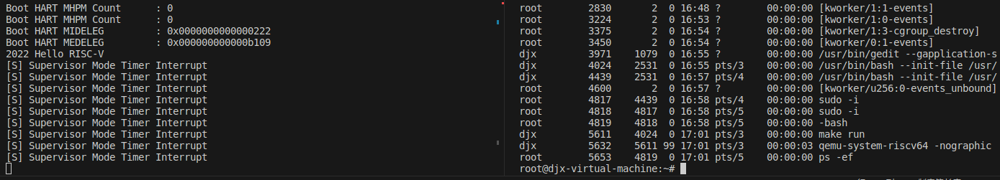 Boot HART MHPM Count      : 0
Boot HART MHPM Count      : 0
Boot HART MIDELEG         : 0x0000000000000222
Boot HART MEDELEG         : 0x000000000000b109
2022 Hello RISC-V
[S] Supervisor Mode Timer Interrupt
[S] Supervisor Mode Timer Interrupt
[S] Supervisor Mode Timer Interrupt
[S] Supervisor Mode Timer Interrupt
[S] Supervisor Mode Timer Interrupt
[S] Supervisor Mode Timer Interrupt
[S] Supervisor Mode Timer Interrupt
[S] Supervisor Mode Timer Interrupt
[S] Supervisor Mode Timer Interrupt
root        2830       2  0 16:48 ?        00:00:00 [kworker/1:1-events]
root        3224       2  0 16:53 ?        00:00:00 [kworker/1:0-events]
root        3375       2  0 16:54 ?        00:00:00 [kworker/1:3-cgroup_destroy]
root        3450       2  0 16:54 ?        00:00:00 [kworker/0:1-events]
djx         3971    1079  0 16:55 ?        00:00:00 /usr/bin/gedit --gapplication-s
djx         4024    2531  0 16:55 pts/3    00:00:00 /usr/bin/bash --init-file /usr/
djx         4439    2531  0 16:57 pts/4    00:00:00 /usr/bin/bash --init-file /usr/
root        4600       2  0 16:57 ?        00:00:00 [kworker/u256:0-events_unbound]
root        4817    4439  0 16:58 pts/4    00:00:00 sudo -i
root        4818    4817  0 16:58 pts/5    00:00:00 sudo -i
root        4819    4818  0 16:58 pts/5    00:00:00 -bash
djx         5611    4024  0 17:01 pts/3    00:00:00 make run
djx         5632    5611 99 17:01 pts/3    00:00:03 qemu-system-riscv64 -nographic
root        5653    4819  0 17:01 pts/5    00:00:00 ps -ef
root@djx-virtual-machine:~#